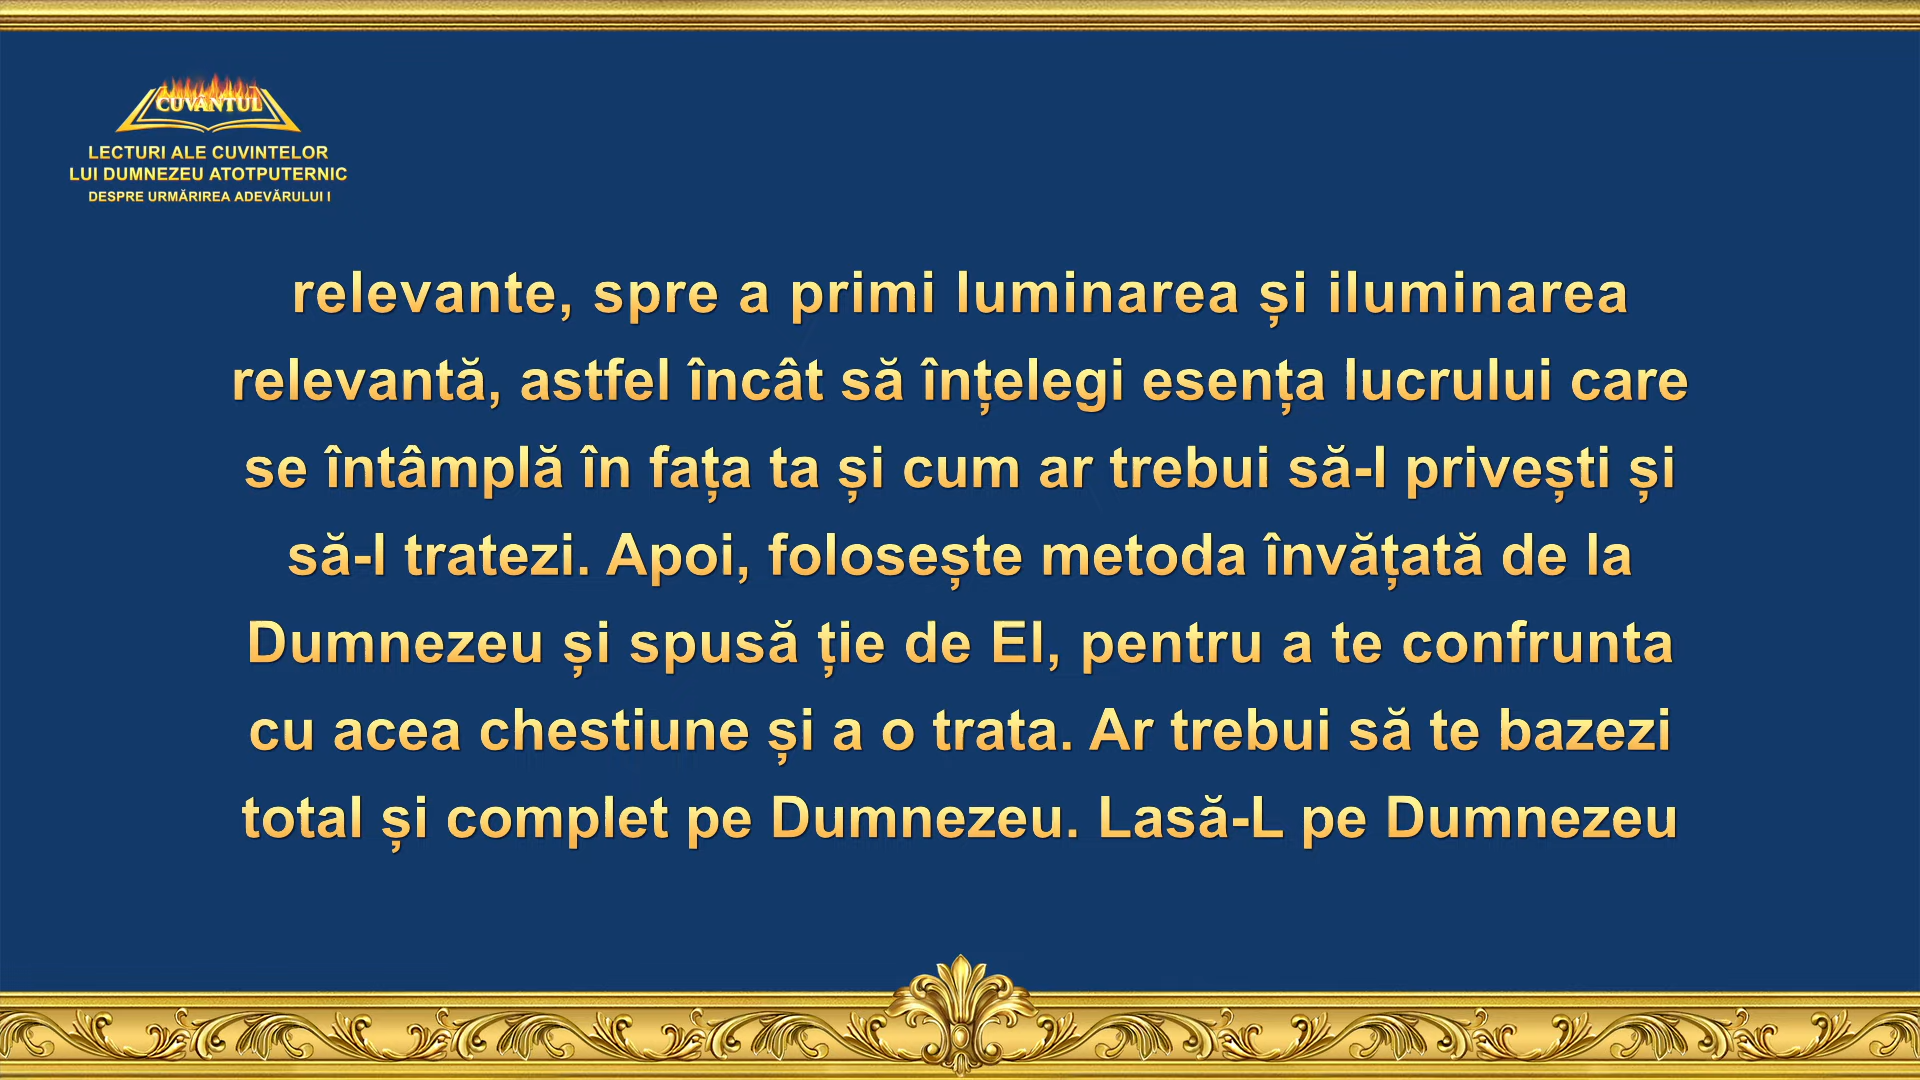 CUVÂNTUL
LECTURI ALE CUVINTELOR
LUI DUMNEZEU ATOTPUTERNIC
DESPRE URMĂRIREA ADEVĂRULUI I
relevante, spre a primi luminarea și iluminarea
relevantă, astfel încât să înțelegi esența lucrului care
se întâmplă în fața ta și cum ar trebui să-l privești și
să-l tratezi. Apoi, folosește metoda învățată de la
Dumnezeu și spusă ție de El, pentru a te confrunta
cu acea chestiune și a o trata. Ar trebui să te bazezi
total și complet pe Dumnezeu. Lasă-L pe Dumnezeu